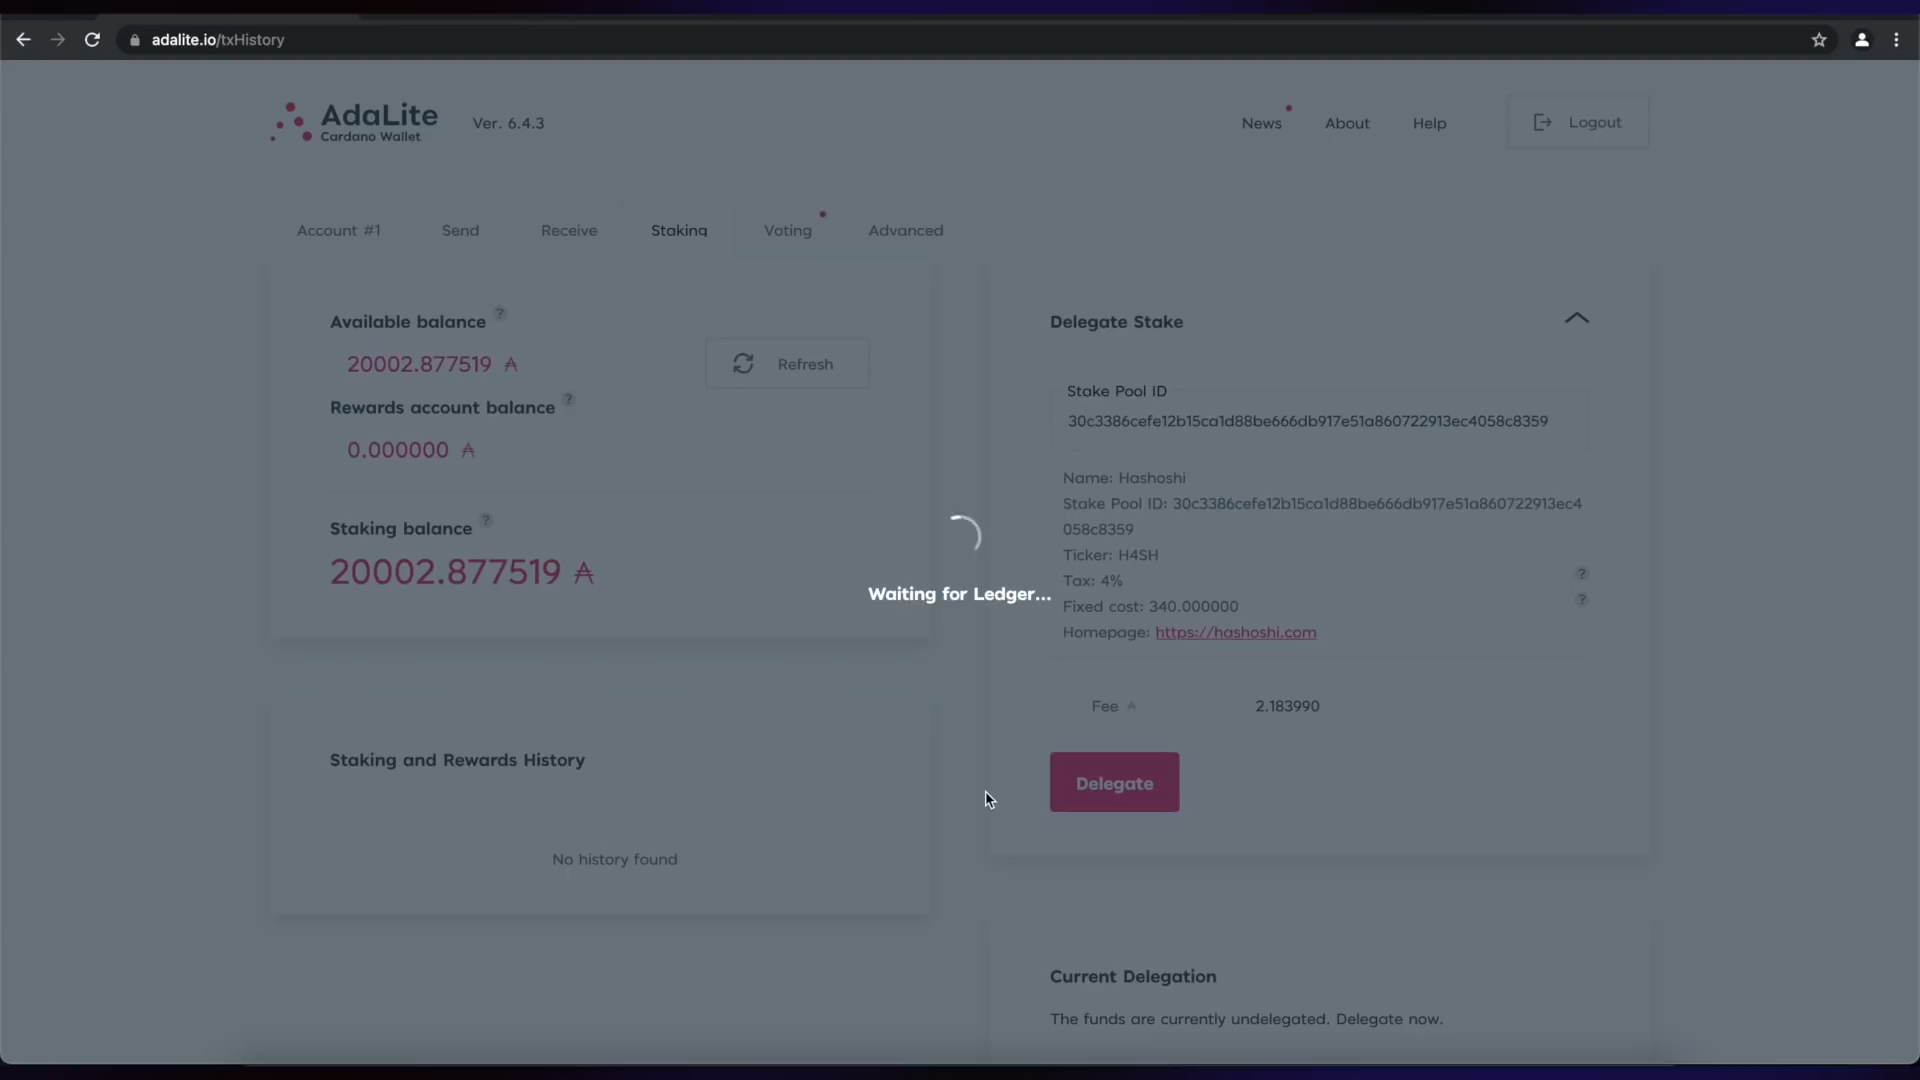 adalite.io/txHistory
AdaLite
Cardano Wallet
Ver. 6.4.3
News
About
Help
Logout
Account #1
Send
Receive
Staking
Voting
Advanced
Available balance ?
20002.877519 ₳
Refresh
Rewards account balance ?
0.000000 ₳
Staking balance ?
20002.877519 ₳
Staking and Rewards History
No history found
Waiting for Ledger...
Delegate Stake
Stake Pool ID
30c3386cefe12b15ca1d88be666db917e51a860722913ec4058c8359
Name: Hashoshi
Stake Pool ID: 30c3386cefe12b15ca1d88be666db917e51a860722913ec4
058c8359
Ticker: H4SH
Tax: 4% ?
Fixed cost: 340.000000 ?
Homepage: https://hashoshi.com
Fee ₳ 2.183990
Delegate
Current Delegation
The funds are currently undelegated. Delegate now.